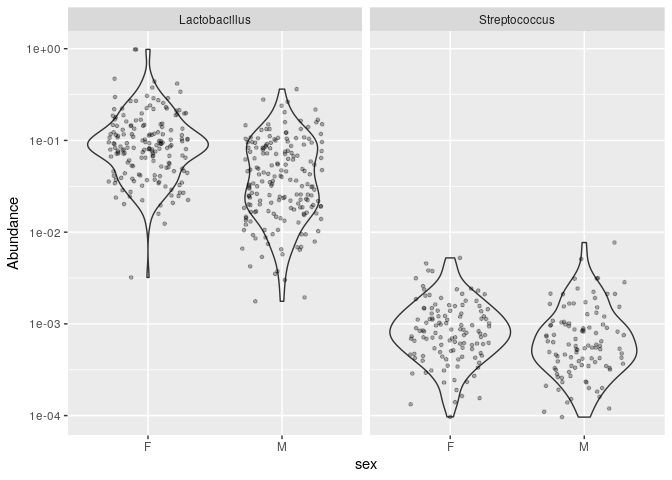 Lactobacillus
Streptococcus
1e+00
1e-01
1e-02
1e-03
1e-04
Abundance
F
M
F
M
sex